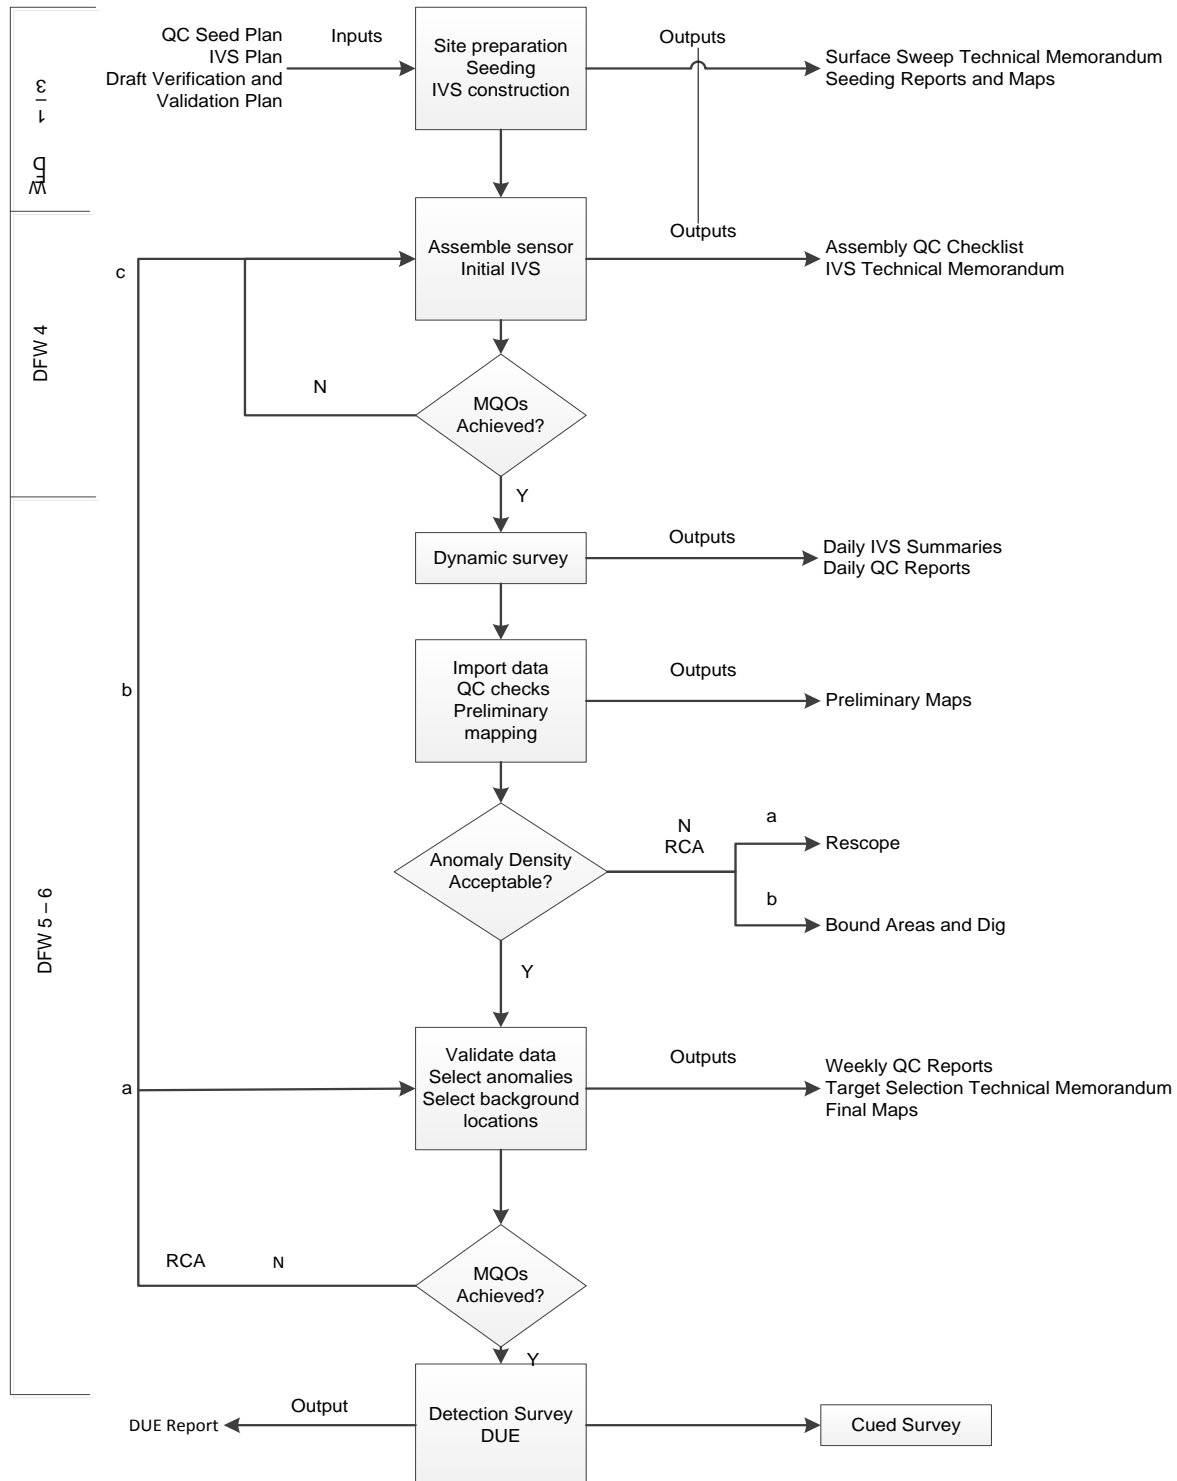 QC Seed Plan
IVS Plan
Draft Verification and
Validation Plan
Inputs
Site preparation
Seeding
IVS construction
Outputs
Surface Sweep Technical Memorandum
Seeding Reports and Maps
DFW 1 – 3
c
Assemble sensor
Initial IVS
Outputs
Assembly QC Checklist
IVS Technical Memorandum
DFW 4
N
MQOs
Achieved?
Y
Dynamic survey
Outputs
Daily IVS Summaries
Daily QC Reports
b
Import data
QC checks
Preliminary
mapping
Outputs
Preliminary Maps
Anomaly Density
Acceptable?
N
RCA
a
Rescope
b
Bound Areas and Dig
DFW 5 – 6
Y
a
Validate data
Select anomalies
Select background
locations
Outputs
Weekly QC Reports
Target Selection Technical Memorandum
Final Maps
RCA
N
MQOs
Achieved?
Y
DUE Report
Output
Detection Survey
DUE
Cued Survey